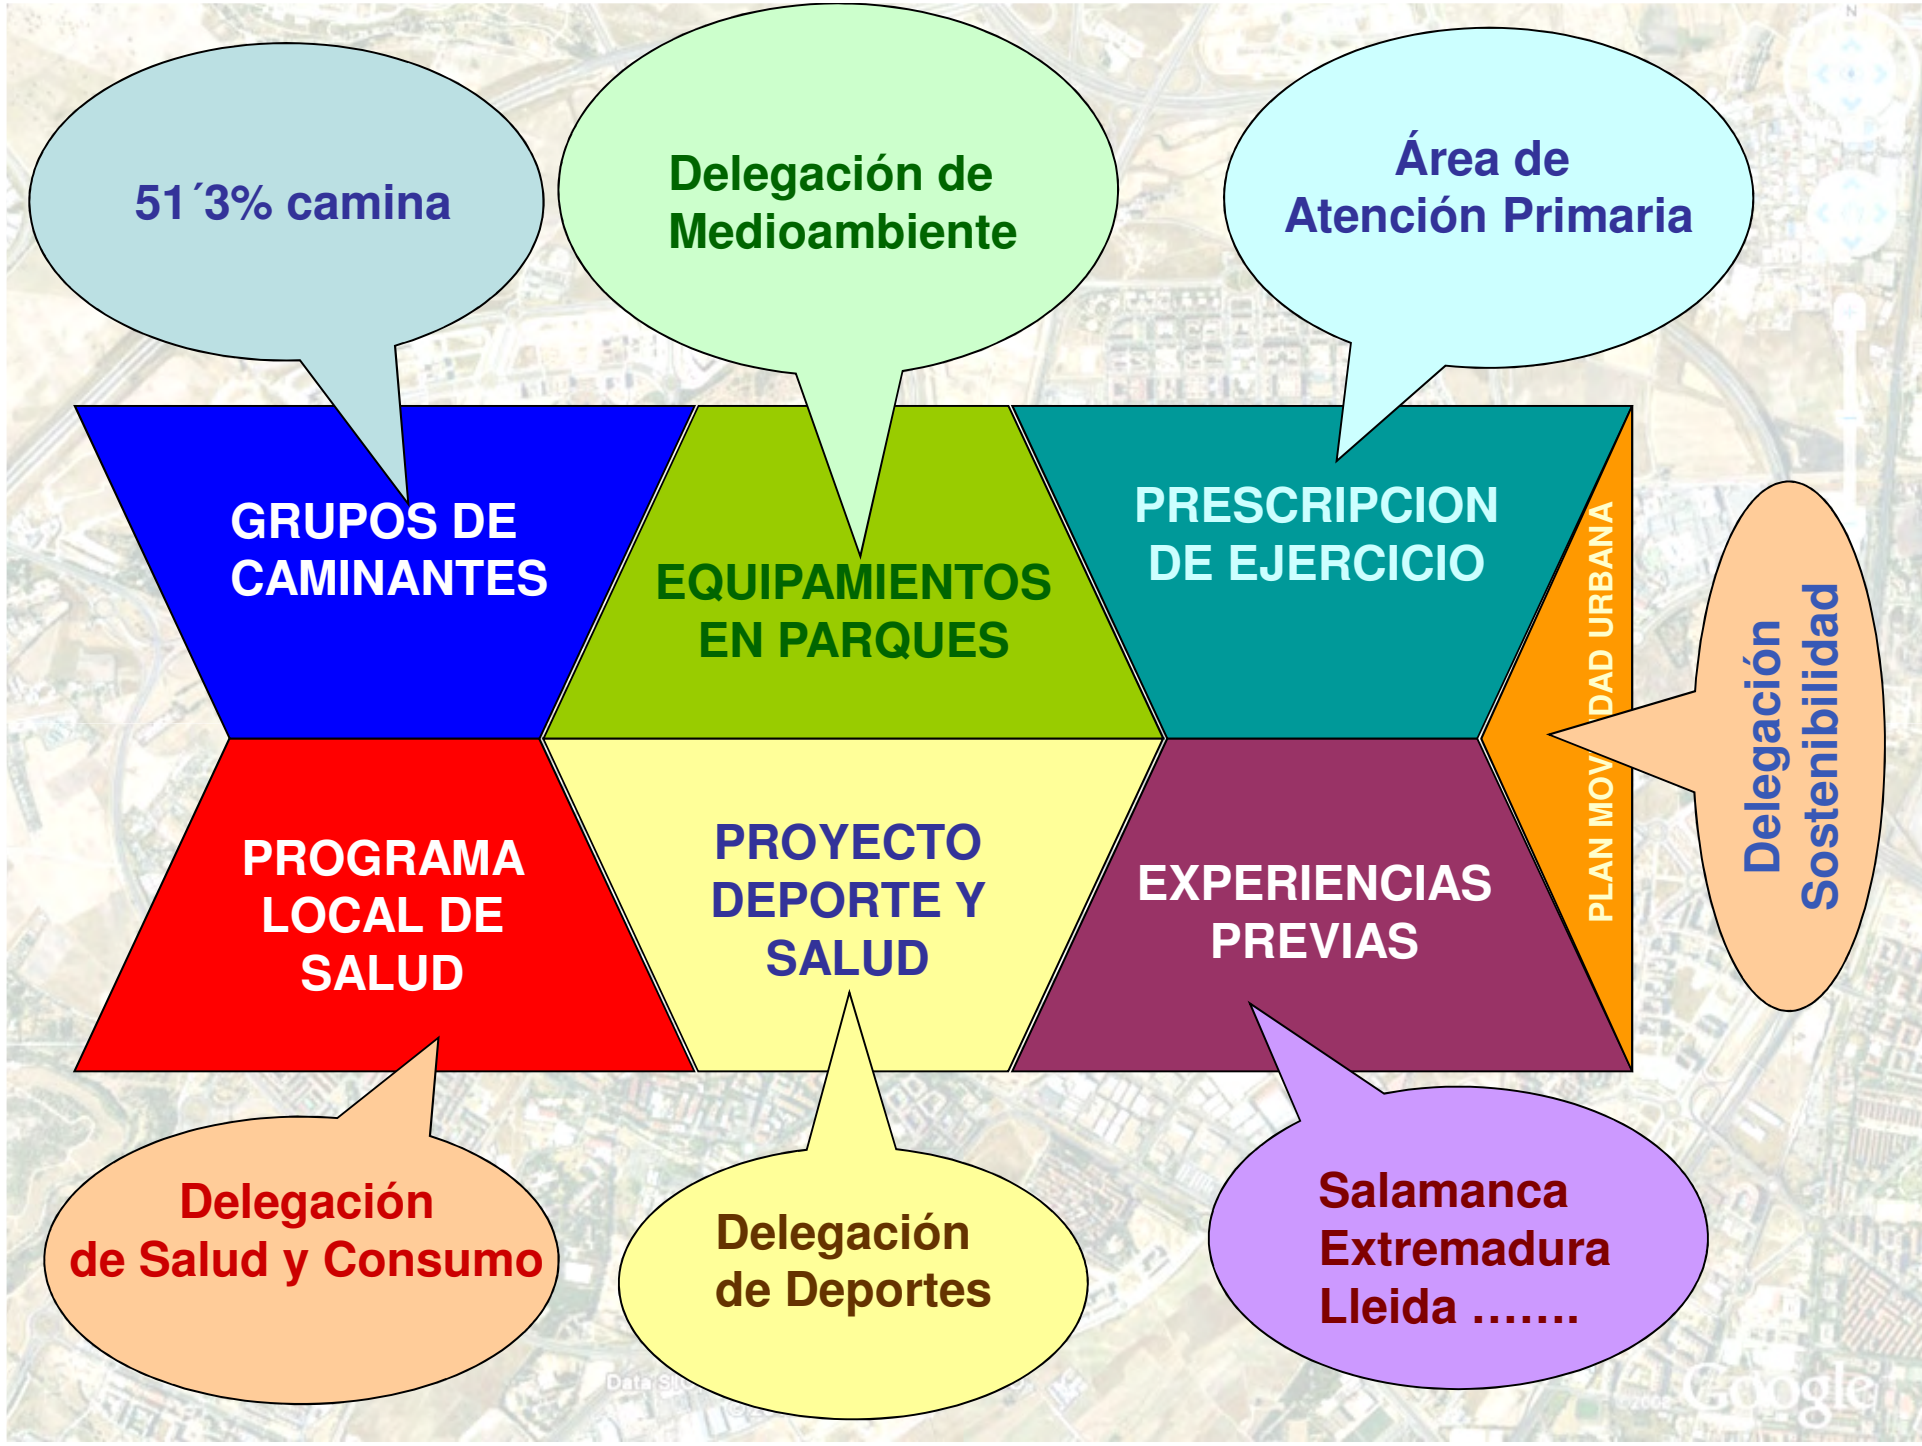 51´3% camina
Delegación de
Medioambiente
Área de
Atención Primaria
GRUPOS DE
CAMINANTES
EQUIPAMIENTOS
EN PARQUES
PRESCRIPCION
DE EJERCICIO
PROGRAMA
LOCAL DE
SALUD
PROYECTO
DEPORTE Y
SALUD
EXPERIENCIAS
PREVIAS
PLAN MOV DAD URBANA
Delegación
Sostenibilidad
Delegación
de Salud y Consumo
Delegación
de Deportes
Salamanca
Extremadura
Lleida …….
Google
N